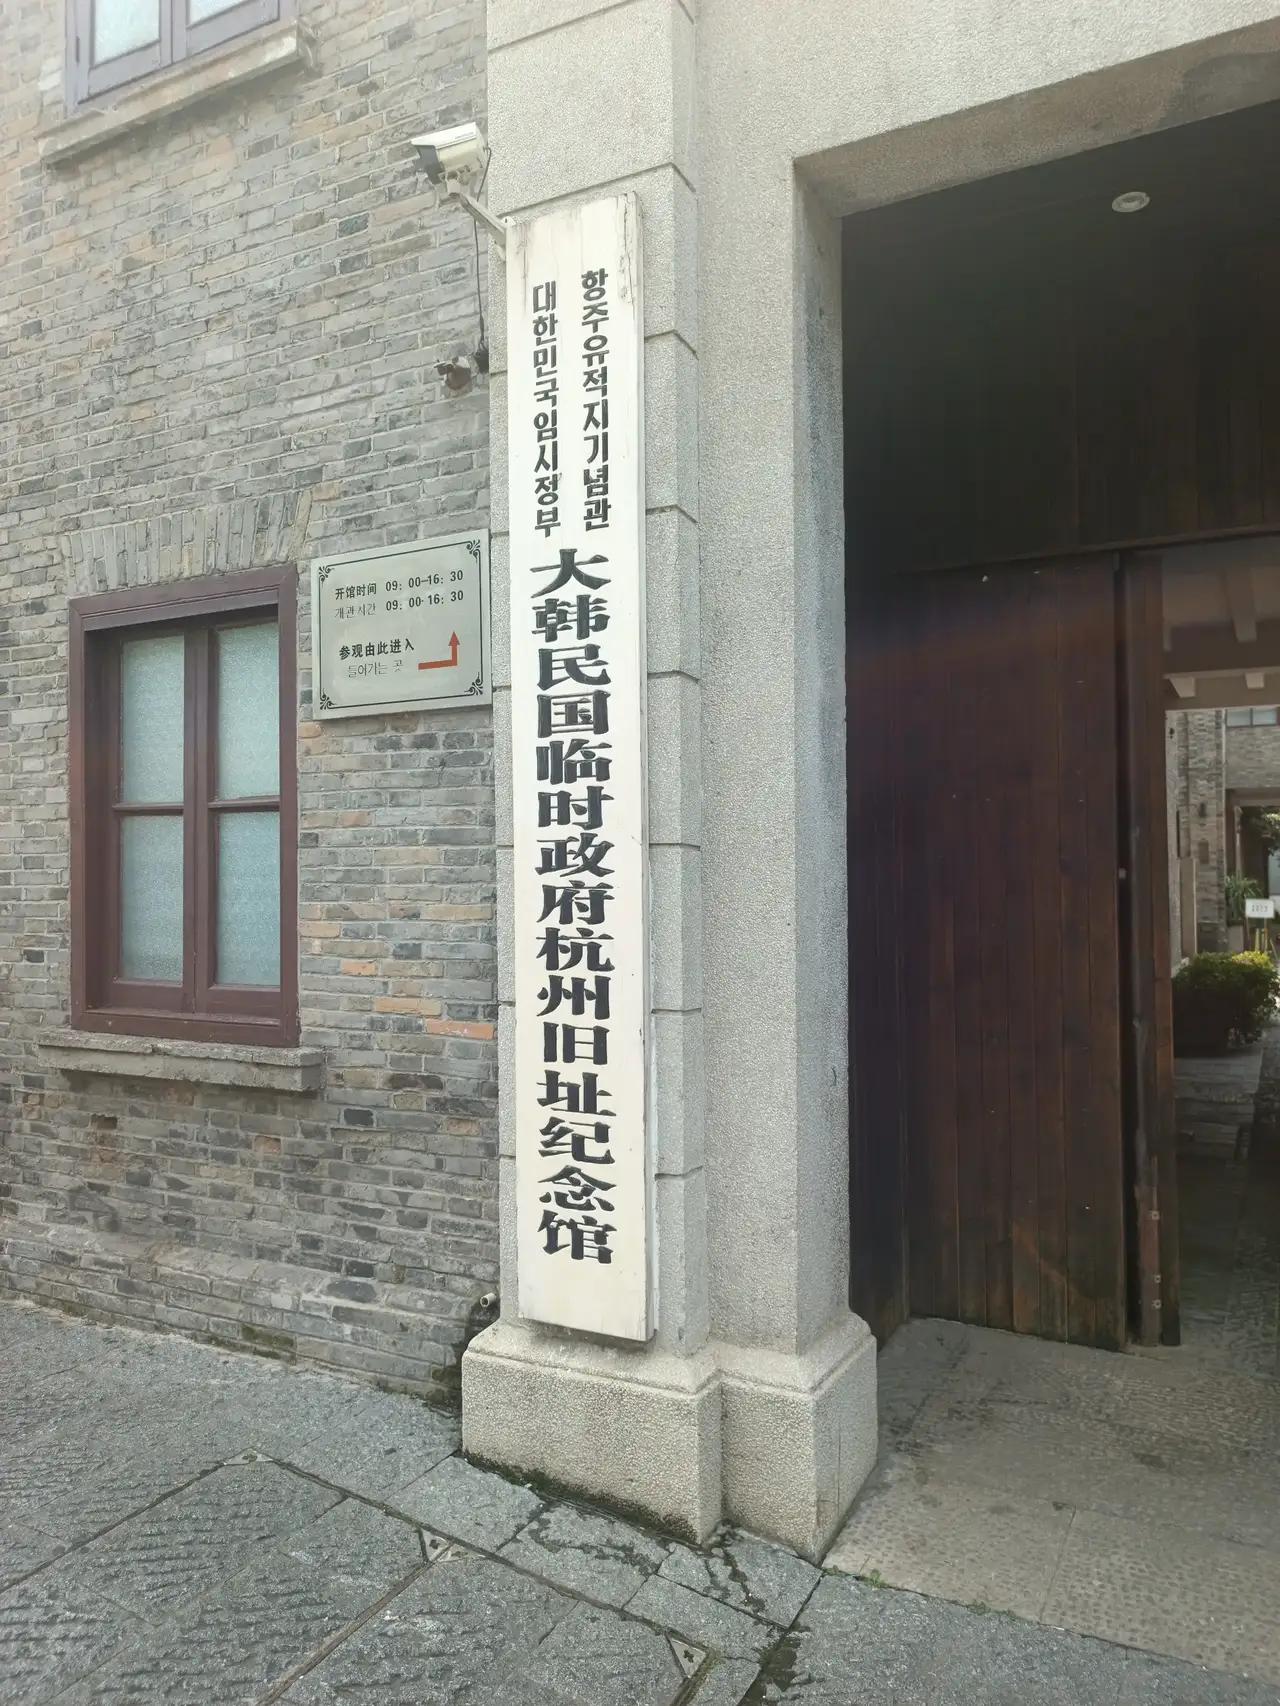 대한민국임시정부
항주유적지기념관
大韩民国临时政府杭州旧址纪念馆
开馆时间 09：00—16：30
개관시간 09：00-16：30
参观由此进入
들어가는 곳